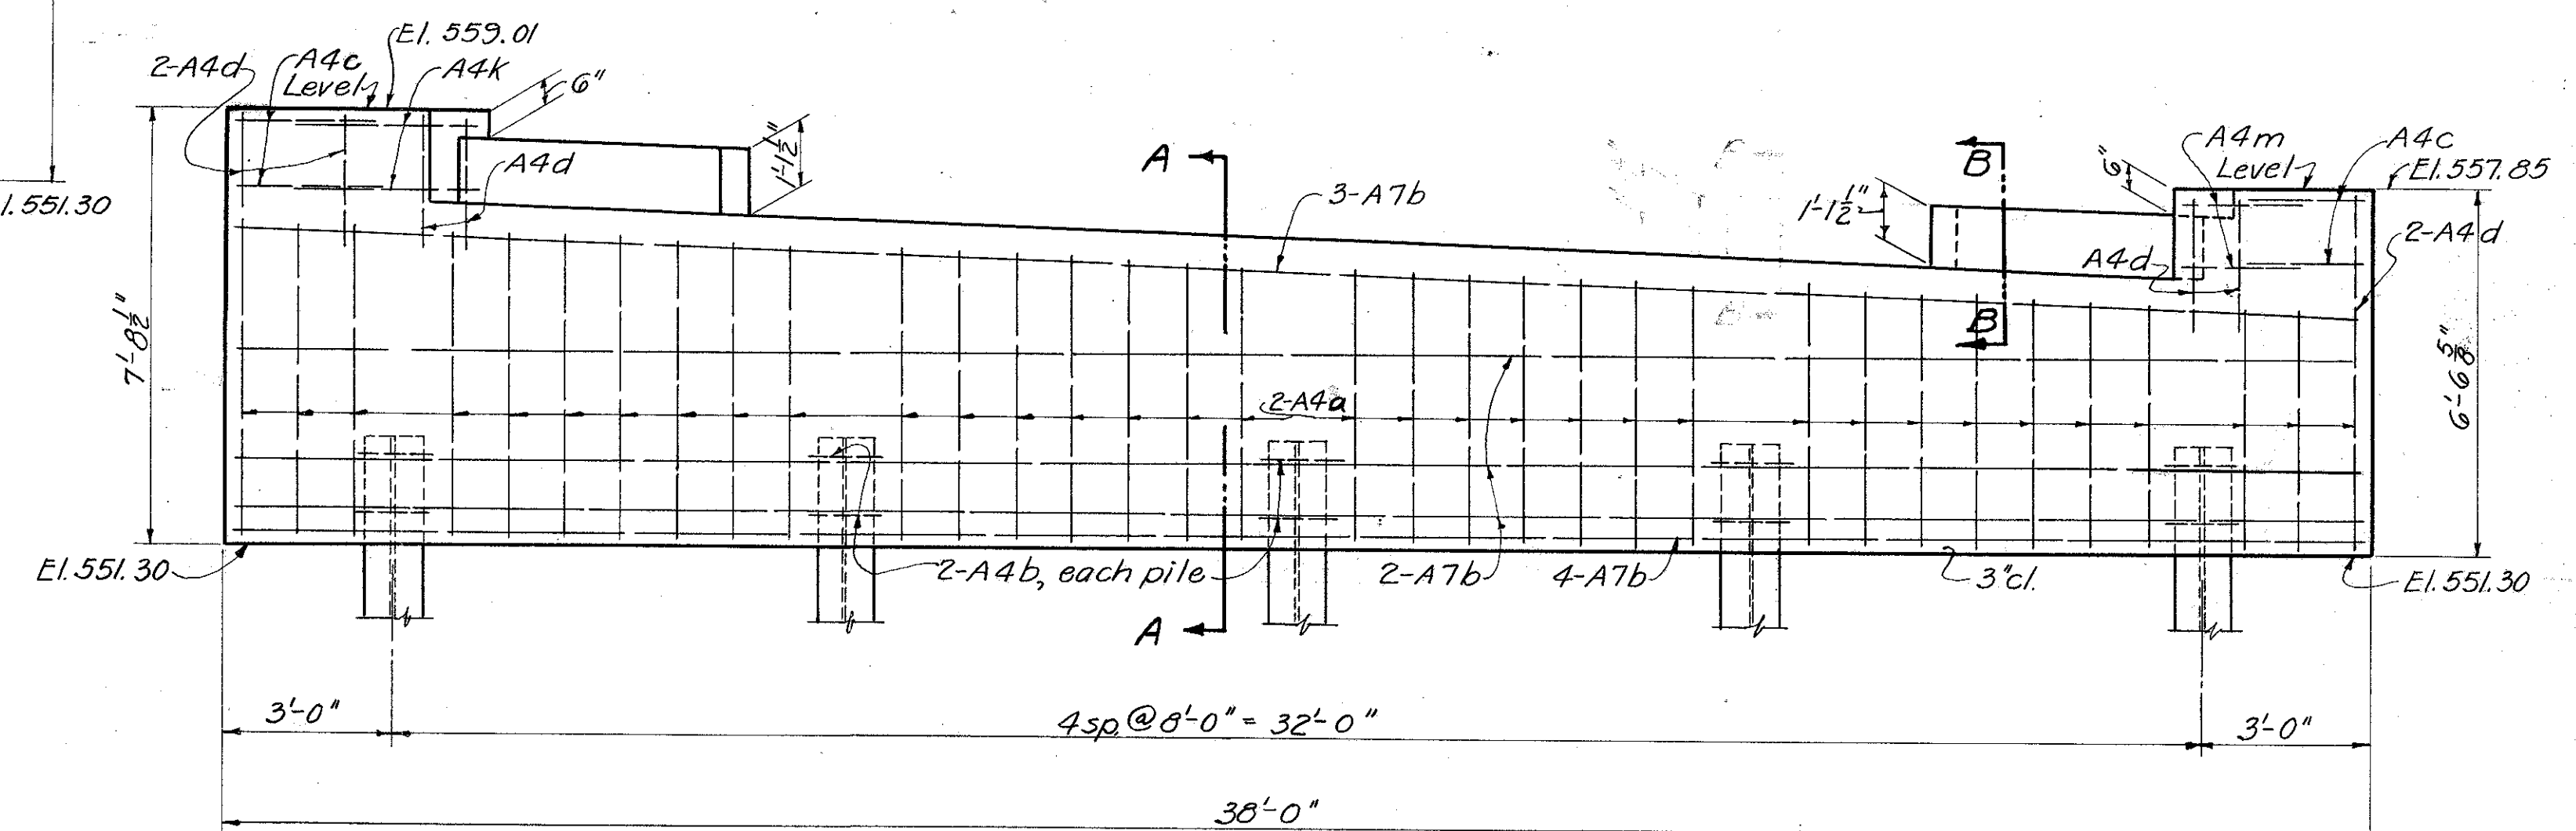 El. 559.01
2-A4d
A4c
Level
A4k
6"
1'-1½"
A4d
l. 551.30
A
B
3-A7b
1'-1½"
6"
A4m
Level
A4c
El. 557.85
2-A4d
A4d
B
7'-8½"
2-A4a
6'-6⅝"
El. 551.30
2-A4b, each pile
2-A7b
4-A7b
3"cl.
El. 551.30
A
3'-0"
4sp.@8'-0" = 32'-0"
3'-0"
38'-0"